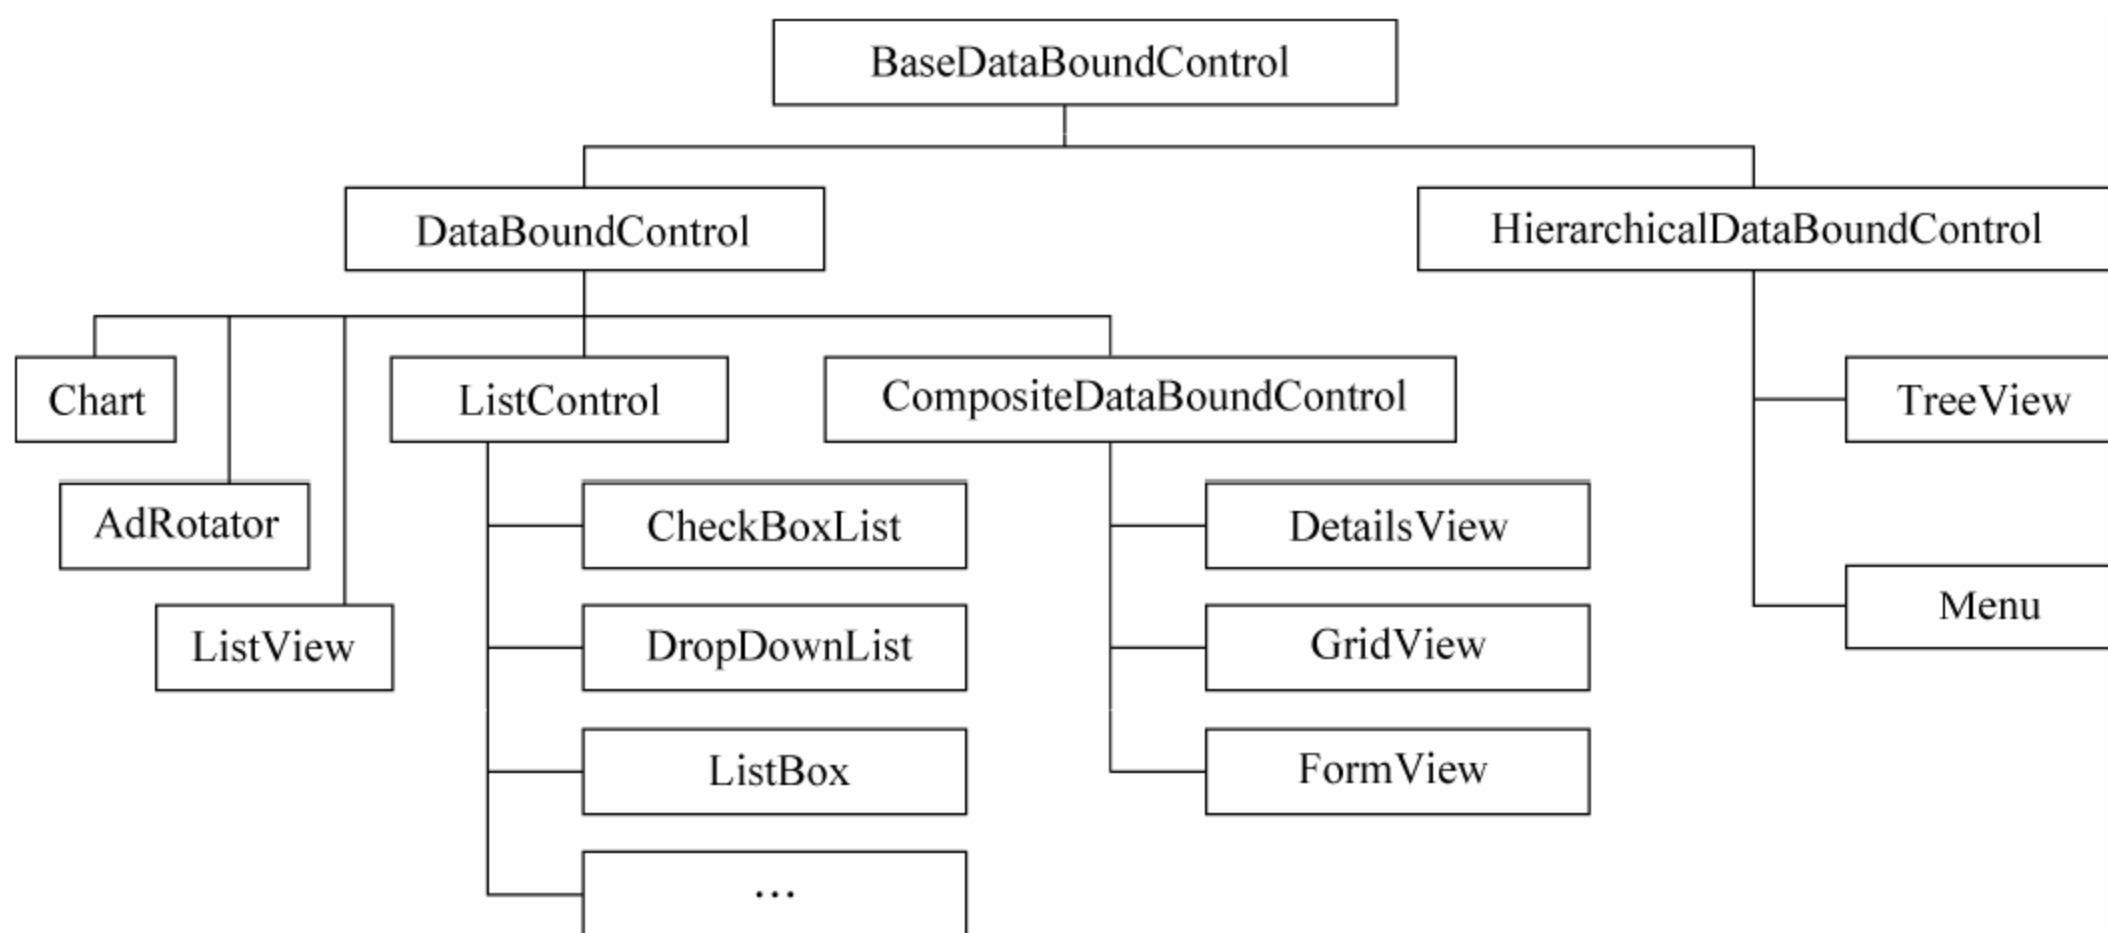 BaseDataBoundControl
DataBoundControl
HierarchicalDataBoundControl
Chart
ListControl
CompositeDataBoundControl
TreeView
AdRotator
CheckBoxList
DetailsView
ListView
DropDownList
GridView
Menu
ListBox
FormView
…